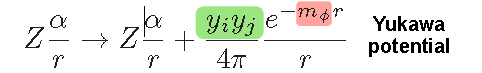 Z α/r → Z α/r + y_i y_j/4π e^{−m_ϕ r}/r Yukawa
potential